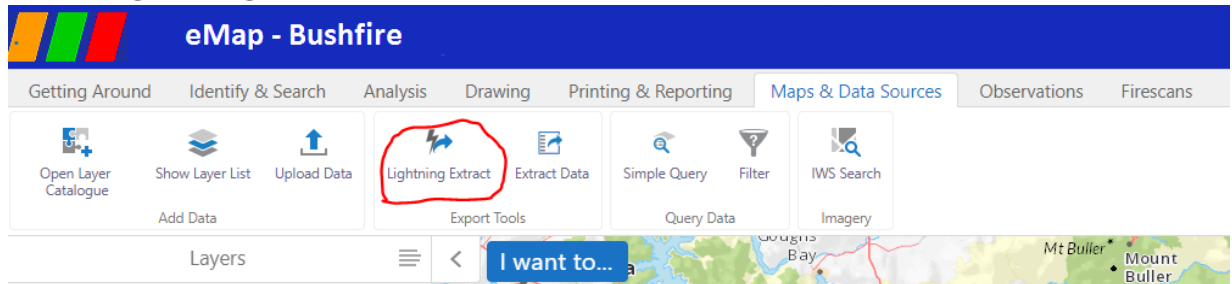 eMap - Bushfire
Getting Around Identify & Search Analysis Drawing Printing & Reporting Maps & Data Sources Observations Firescans
Open Layer Catalogue
Show Layer List
Upload Data
Lightning Extract
Extract Data
Simple Query
Filter
IWS Search
Add Data
Export Tools
Query Data
Imagery
Layers
I want to...
Bay
Mt Buller
Mount
Buller